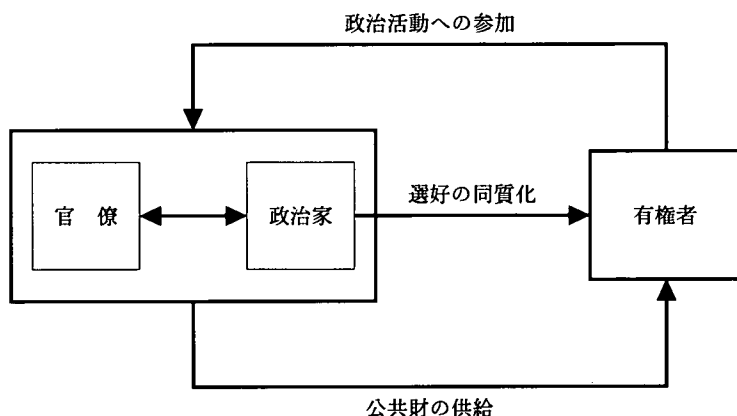 政治活動への参加
官　僚
政治家
選好の同質化
有権者
公共財の供給